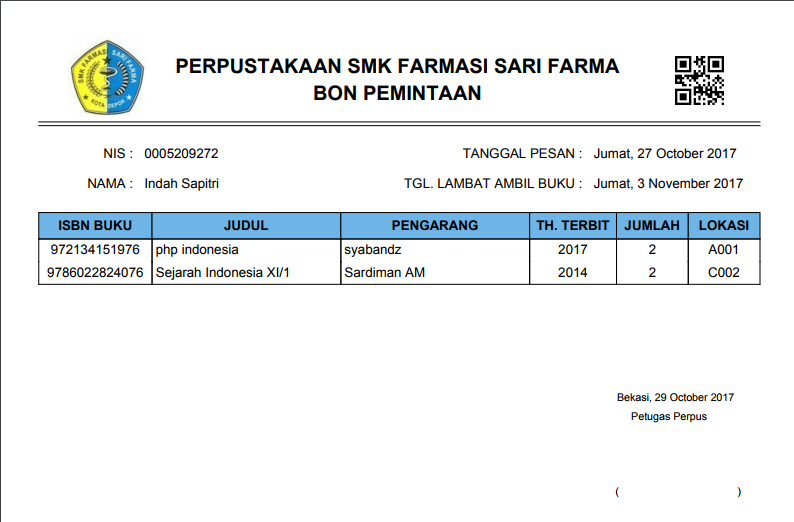 SMK FARMASI SARI FARMA
KOTA DEPOK
PERPUSTAKAAN SMK FARMASI SARI FARMA
BON PEMINTAAN
NIS : 0005209272 TANGGAL PESAN : Jumat, 27 October 2017
NAMA : Indah Sapitri TGL. LAMBAT AMBIL BUKU : Jumat, 3 November 2017
ISBN BUKU JUDUL PENGARANG TH. TERBIT JUMLAH LOKASI
972134151976 php indonesia syabandz 2017 2 A001
9786022824076 Sejarah Indonesia XI/1 Sardiman AM 2014 2 C002
Bekasi, 29 October 2017
Petugas Perpus
( )